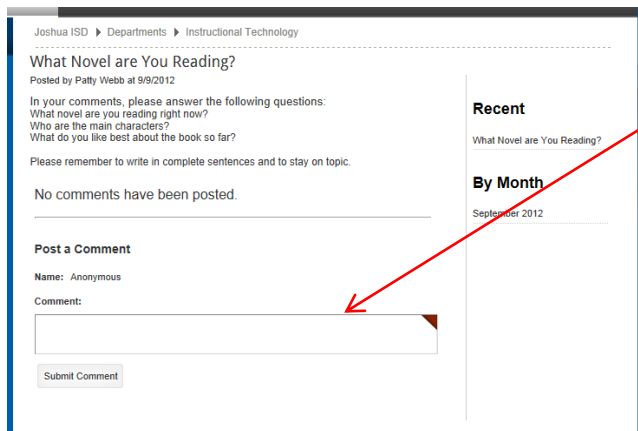 Joshua ISD Departments Instructional Technology
What Novel are You Reading?
Posted by Patty Webb at 9/9/2012
In your comments, please answer the following questions:
What novel are you reading right now?
Who are the main characters?
What do you like best about the book so far?
Please remember to write in complete sentences and to stay on topic.
No comments have been posted.
Post a Comment
Name: Anonymous
Comment:
Submit Comment
Recent
What Novel are You Reading?
By Month
September 2012